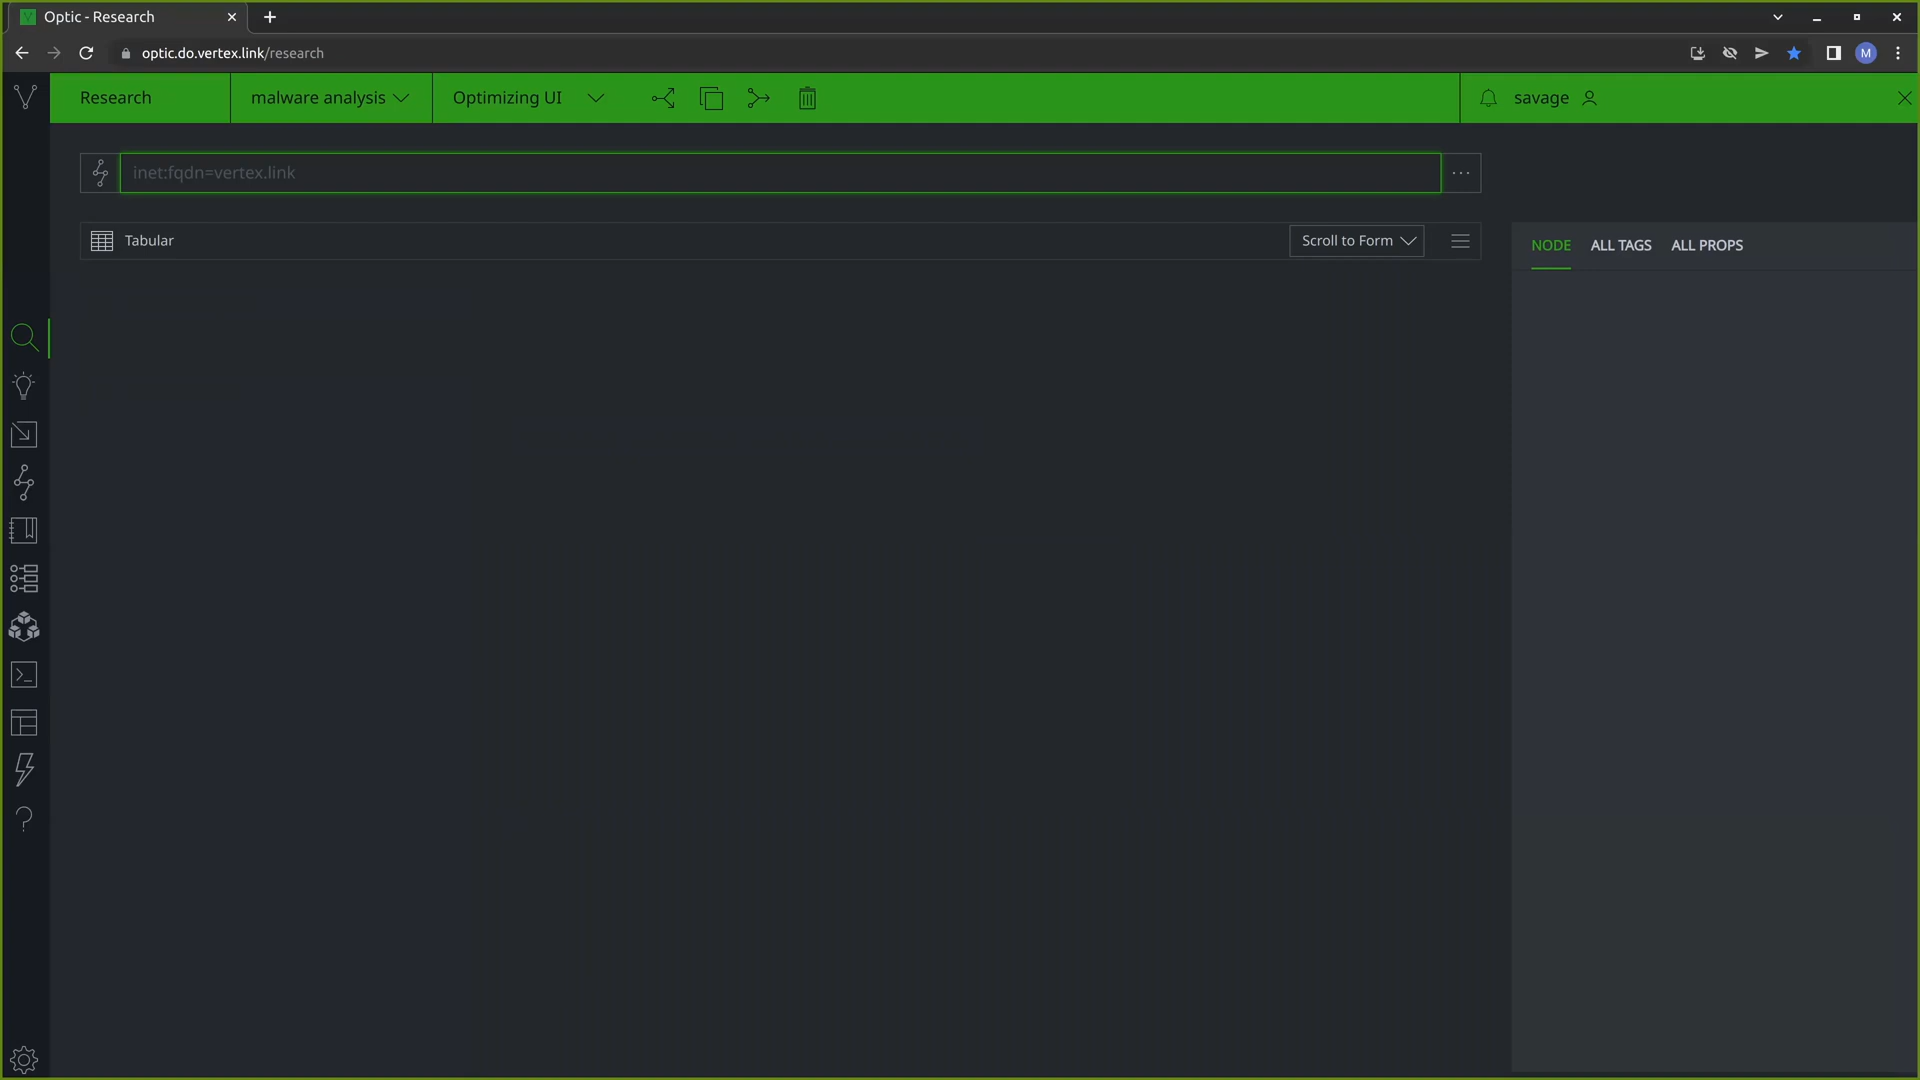 Optic - Research
optic.do.vertex.link/research
M
Research
malware analysis
Optimizing UI
savage
inet:fqdn=vertex.link
...
Tabular
Scroll to Form
NODE
ALL TAGS
ALL PROPS